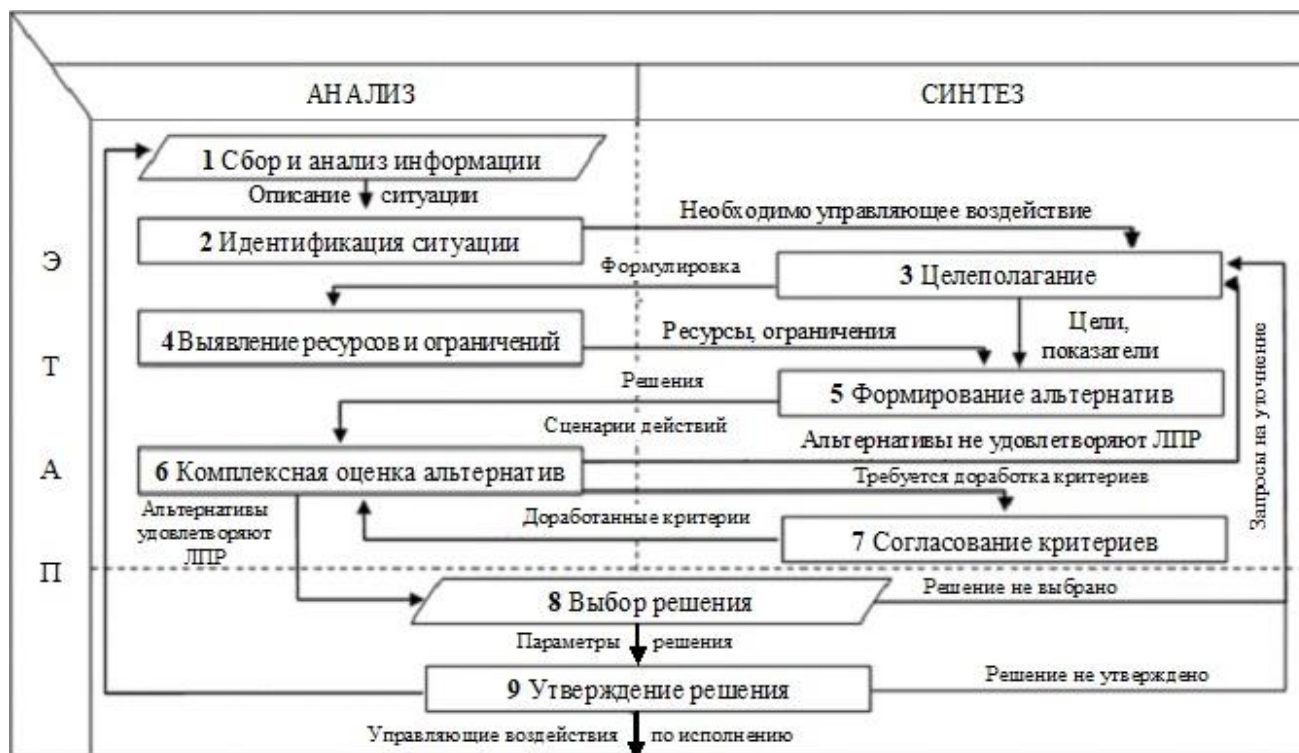 АНАЛИЗ
СИНТЕЗ
ЭТАП
1 Сбор и анализ информации
Описание ситуации
Необходимо управляющее воздействие
2 Идентификация ситуации
Формулировка
3 Целеполагание
4 Выявление ресурсов и ограничений
Ресурсы, ограничения
Цели,
показатели
Решения
5 Формирование альтернатив
Сценарии действий
Альтернативы не удовлетворяют ЛПР
6 Комплексная оценка альтернатив
Требуется доработка критериев
Запросы на уточнение
Альтернативы
удовлетворяют
ЛПР
Доработанные критерии
7 Согласование критериев
8 Выбор решения
Решение не выбрано
Параметры решения
9 Утверждение решения
Решение не утверждено
Управляющие воздействия по исполнению